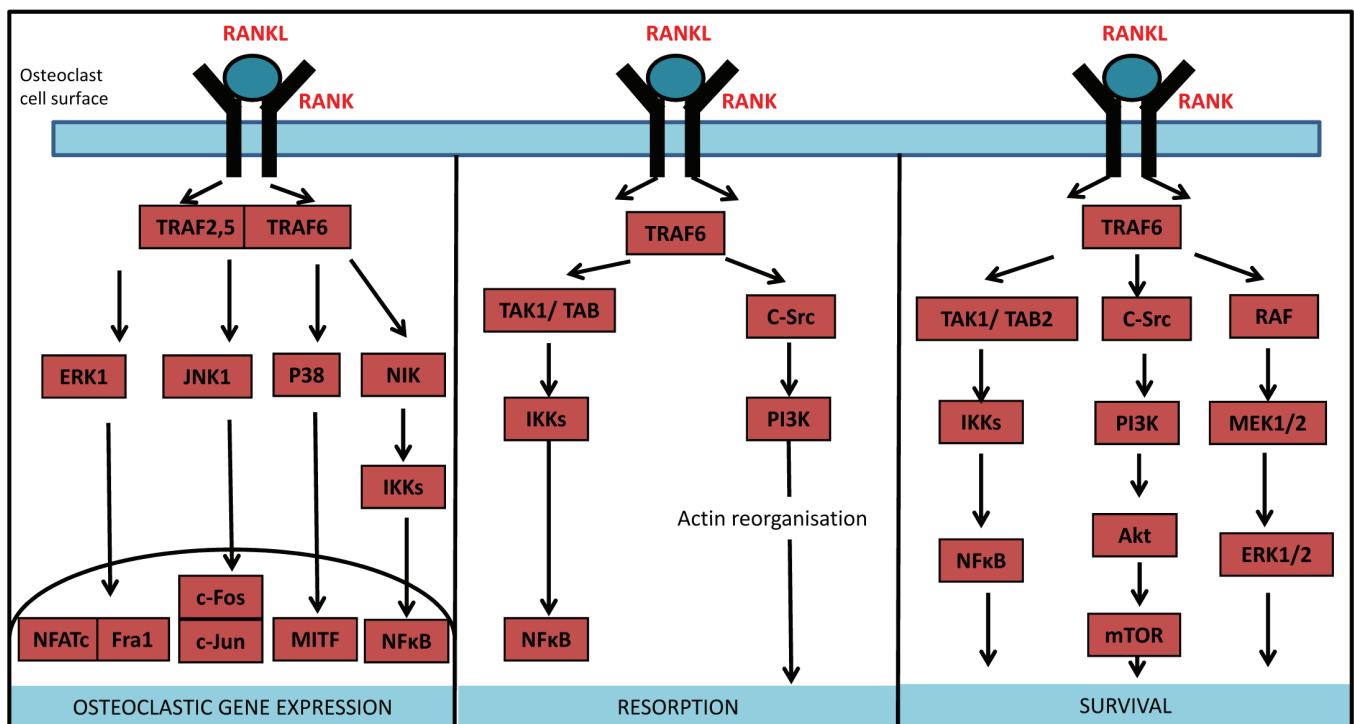 RANKL
RANKL
RANKL
Osteoclast
cell surface
RANK
RANK
RANK
TRAF2,5
TRAF6
ERK1
JNK1
P38
NIK
IKKs
c-Fos
NFATc
Fra1
c-Jun
MITF
NFκB
OSTEOCLASTIC GENE EXPRESSION
TRAF6
TAK1/ TAB
C-Src
IKKs
PI3K
Actin reorganisation
NFκB
RESORPTION
TRAF6
TAK1/ TAB2
C-Src
RAF
IKKs
PI3K
MEK1/2
Akt
NFκB
ERK1/2
mTOR
SURVIVAL